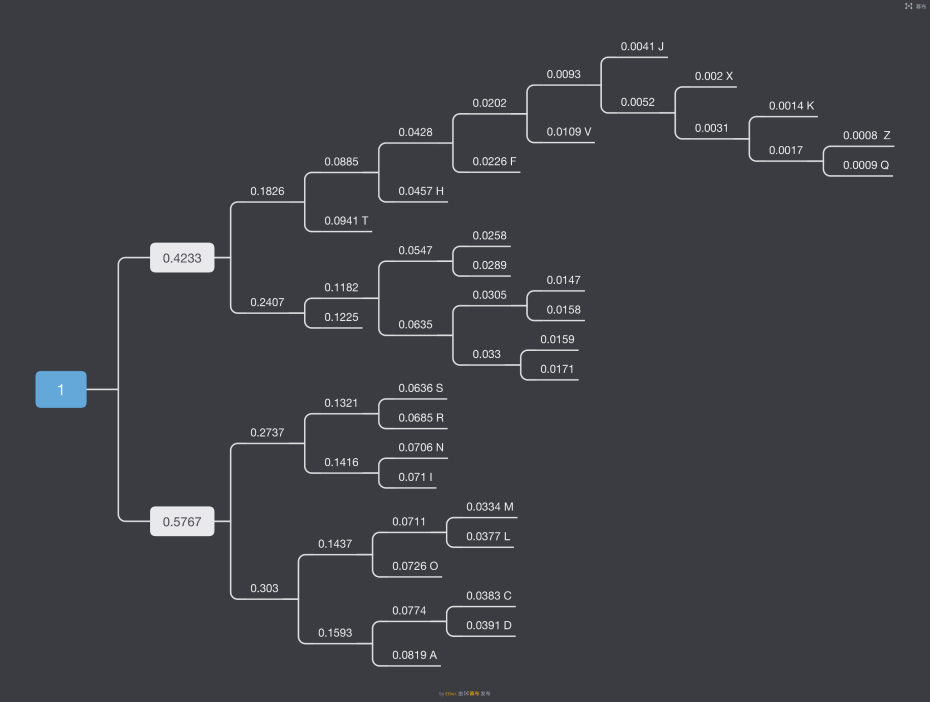 幕布
0.0041 J
0.0093
0.002 X
0.0202
0.0052
0.0014 K
0.0428
0.0109 V
0.0031
0.0008 Z
0.0885
0.0226 F
0.0017
0.0009 Q
0.1826
0.0457 H
0.0941 T
0.4233
0.0547
0.0258
0.0289
0.1182
0.0305
0.0147
0.2407
0.0158
0.1225
0.0635
0.0159
0.033
0.0171
1
0.1321
0.0636 S
0.0685 R
0.2737
0.0706 N
0.1416
0.071 I
0.5767
0.0711
0.0334 M
0.1437
0.0377 L
0.0726 O
0.303
0.0383 C
0.0774
0.0391 D
0.1593
0.0819 A